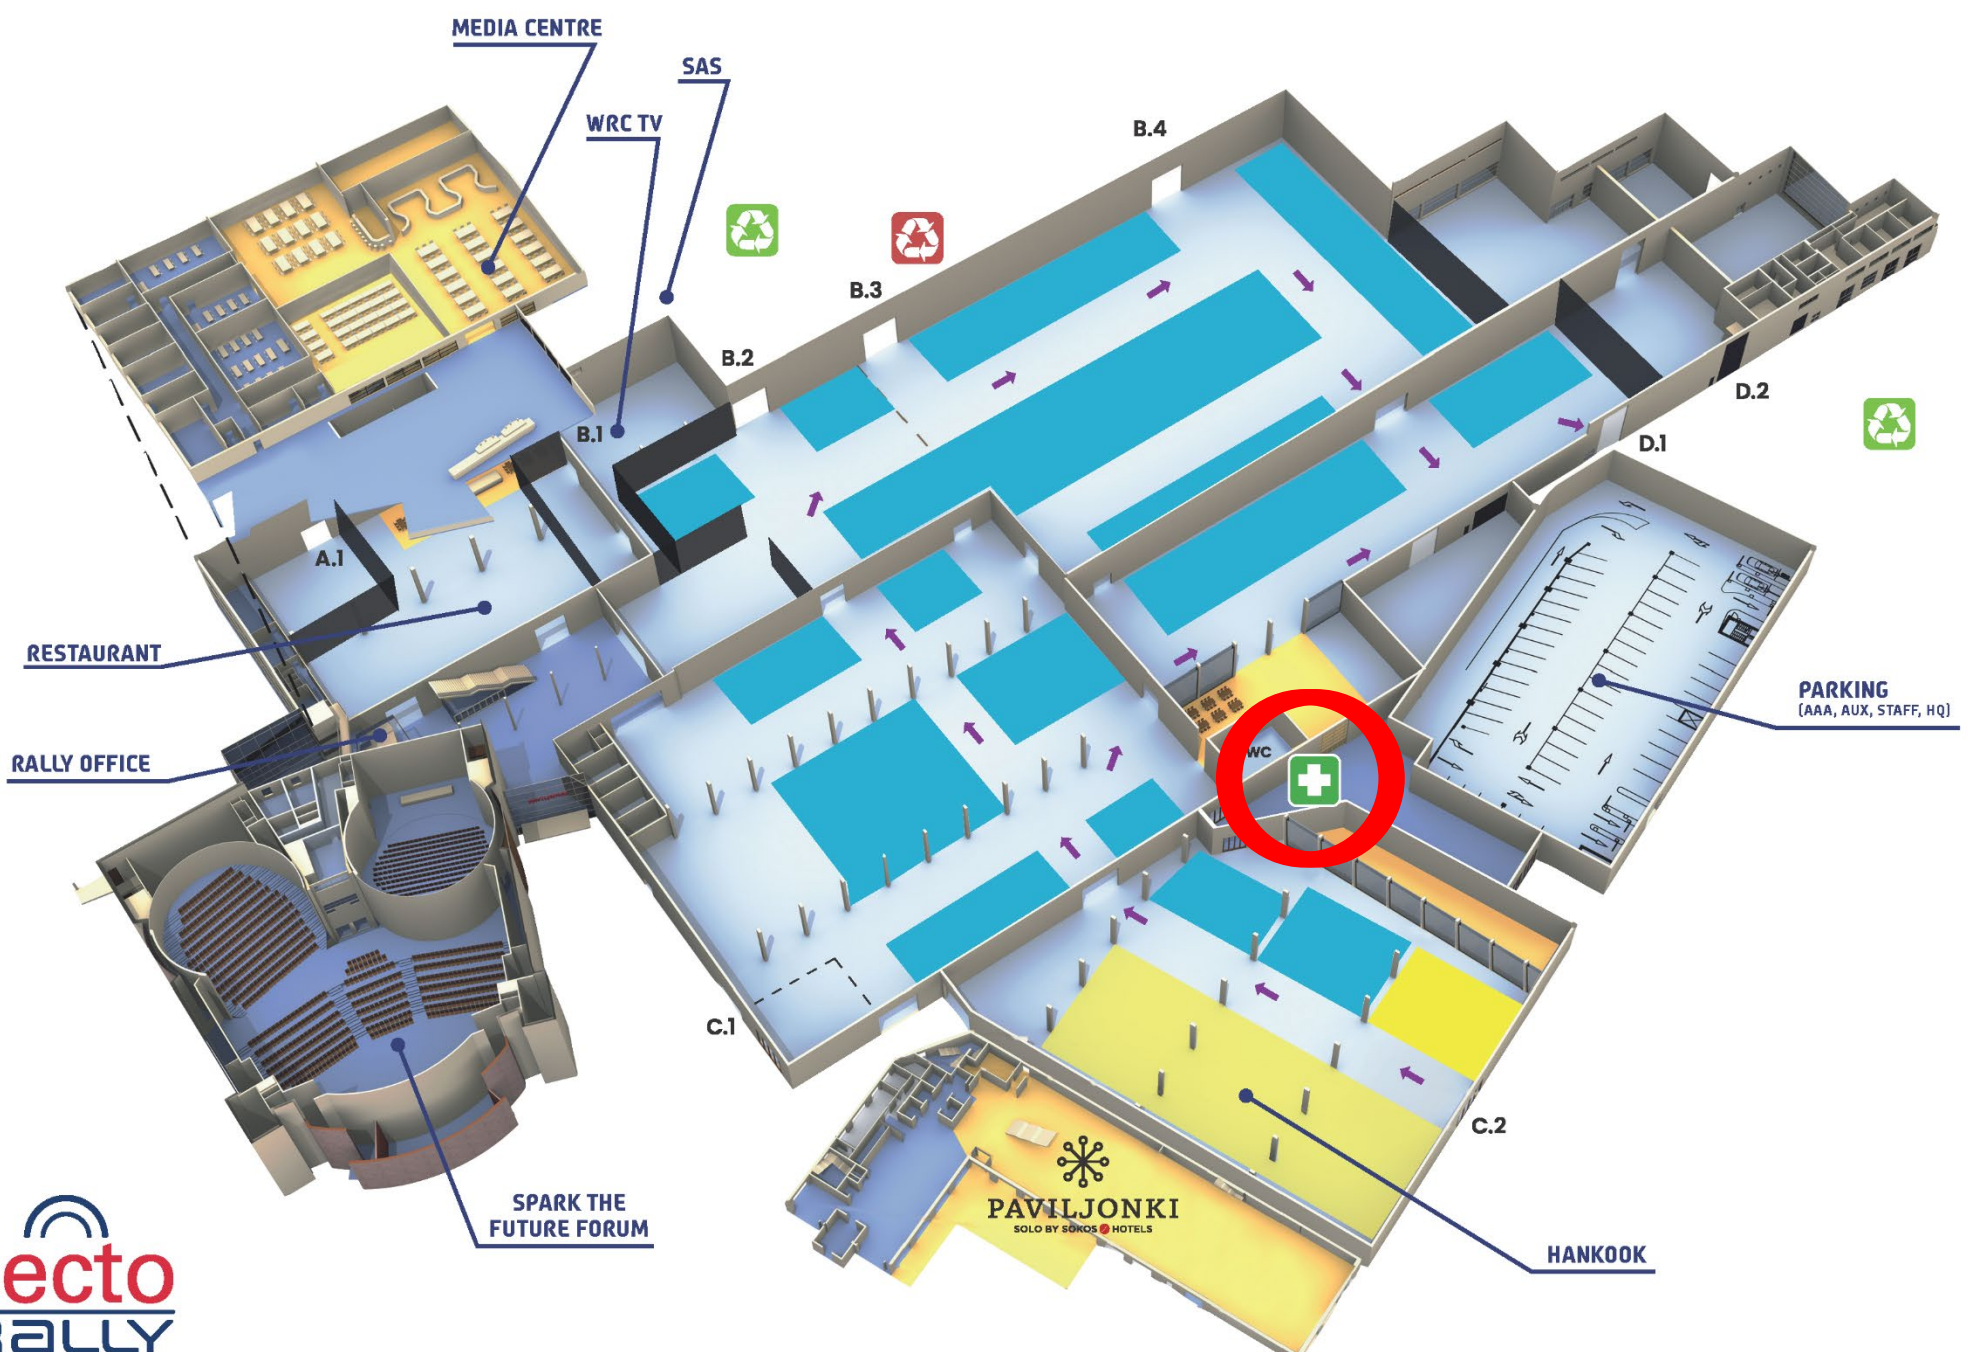 MEDIA CENTRE
SAS
WRC TV
B.4
B.3
B.2
B.1
D.2
D.1
A.1
RESTAURANT
PARKING
(AAA, AUX, STAFF, HQ)
RALLY OFFICE
WC
C.1
C.2
SPARK THE
FUTURE FORUM
PAVILJONKI
SOLO BY SOKOS HOTELS
HANKOOK
ecto
RALLY